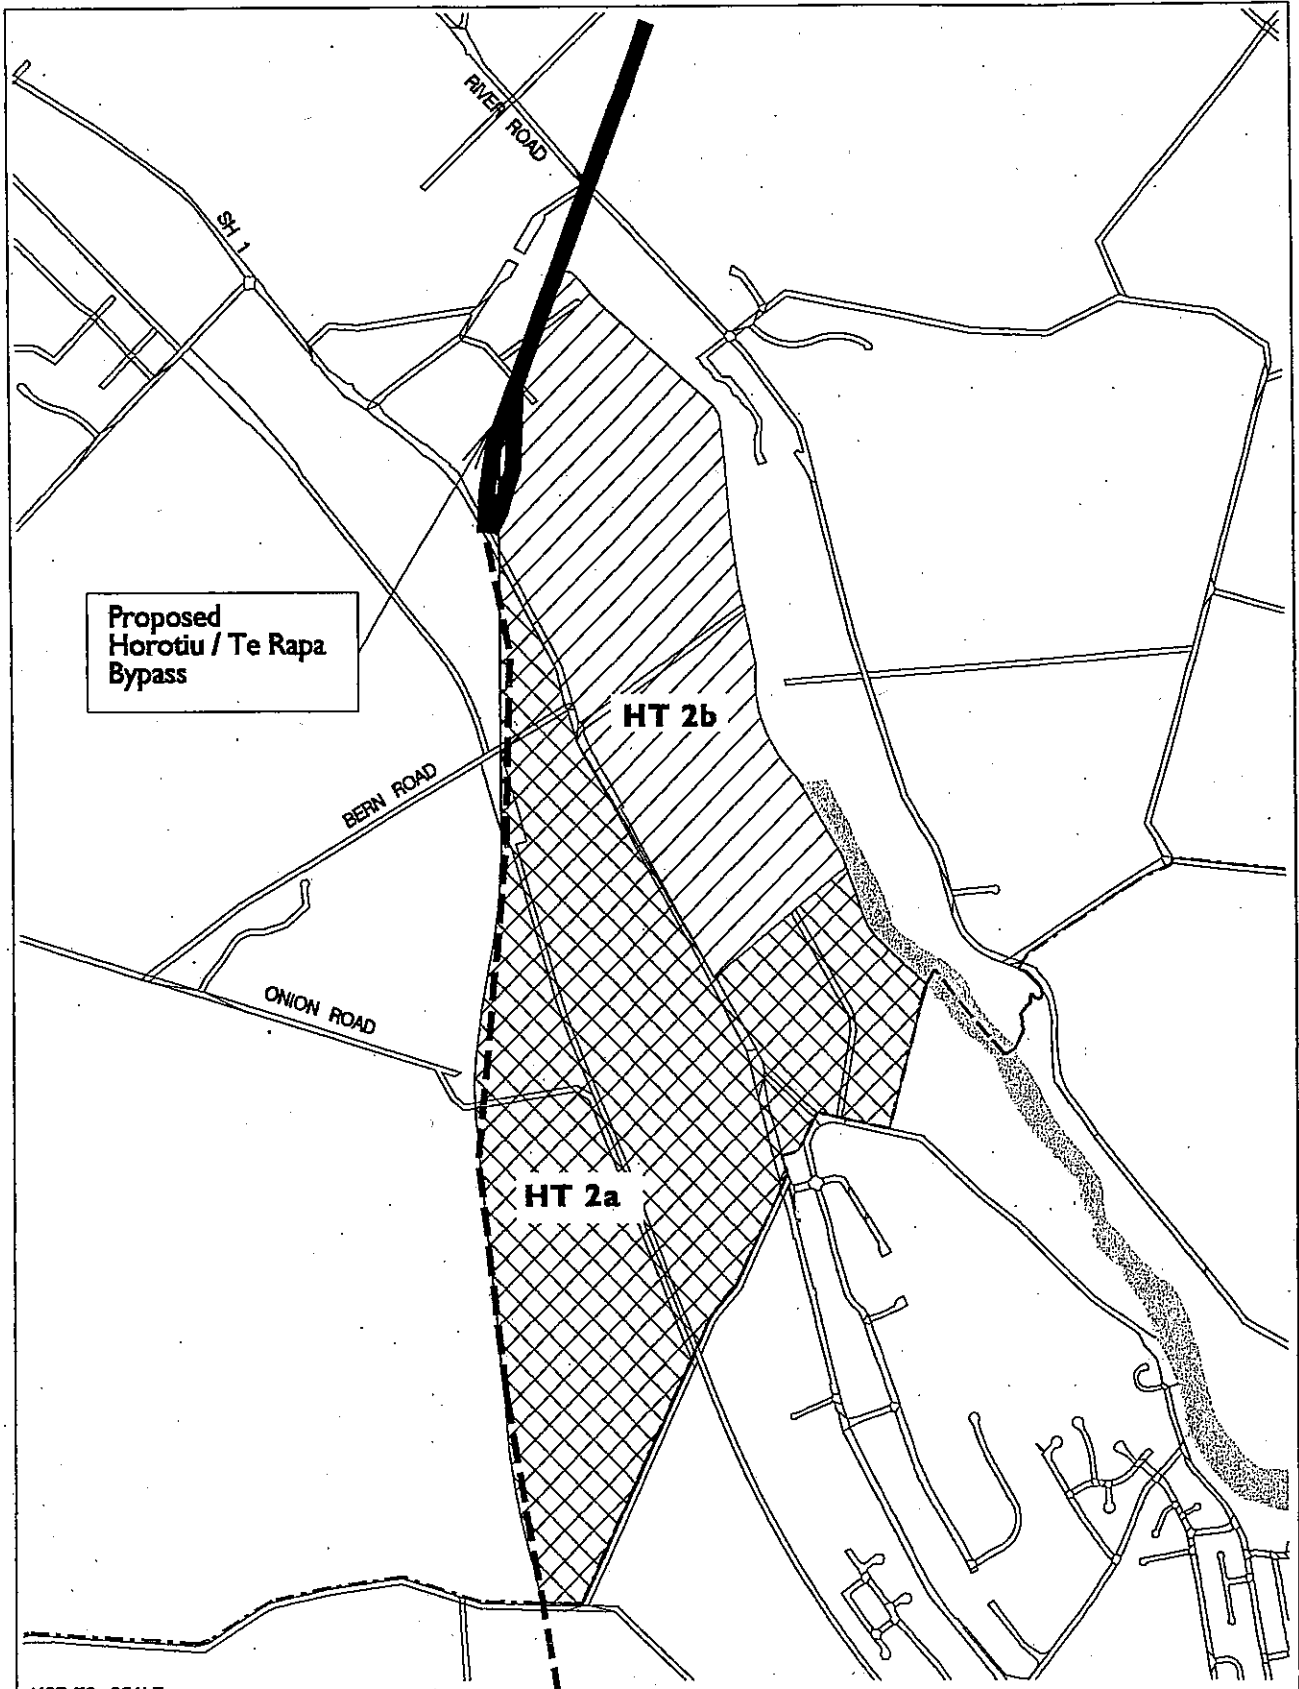 RIVER ROAD
SH 1
Proposed
Horotiu / Te Rapa
Bypass
HT 2b
BERN ROAD
ONION ROAD
HT 2a